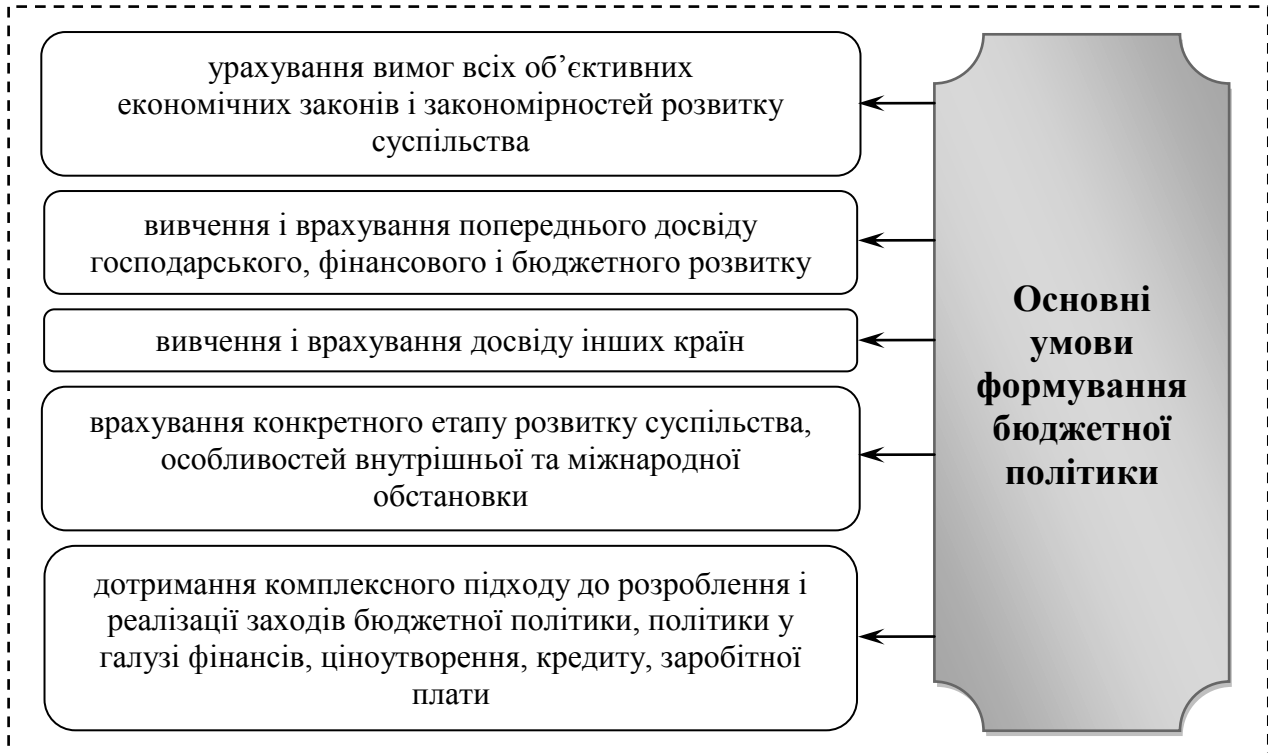 урахування вимог всіх об’єктивних
економічних законів і закономірностей розвитку
суспільства
вивчення і врахування попереднього досвіду
господарського, фінансового і бюджетного розвитку
вивчення і врахування досвіду інших країн
врахування конкретного етапу розвитку суспільства,
особливостей внутрішньої та міжнародної
обстановки
дотримання комплексного підходу до розроблення і
реалізації заходів бюджетної політики, політики у
галузі фінансів, ціноутворення, кредиту, заробітної
плати
Основні
умови
формування
бюджетної
політики